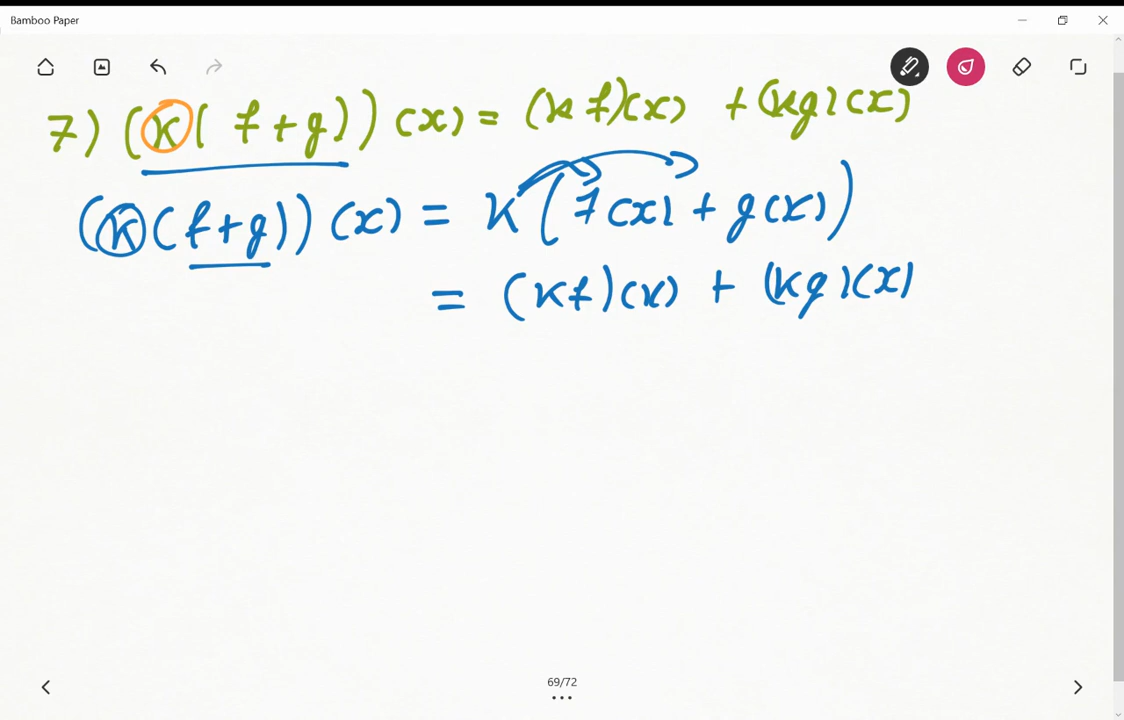 Bamboo Paper
7) (k(f+g))(x) = (kf)(x) + (kg)(x)
(k(f+g))(x) = k(f(x) + g(x))
= (kf)(x) + (kg)(x)
69/72